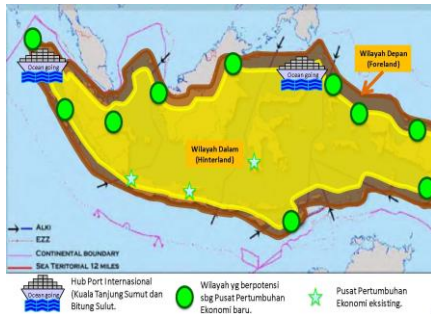 Ocean going
Ocean going
Wilayah Depan
(Foreland)
Wilayah Dalam
(Hinterland)
ALKI
EZZ
CONTINENTAL BOUNDARY
SEA TERITORIAL 12 MILES
Ocean going
Hub Port Internasional
(Kuala Tanjung Sumut dan
Bitung Sulut.
Wilayah yg berpotensi
sbg Pusat Pertumbuhan
Ekonomi baru.
Pusat Pertumbuhan
Ekonomi eksisting.